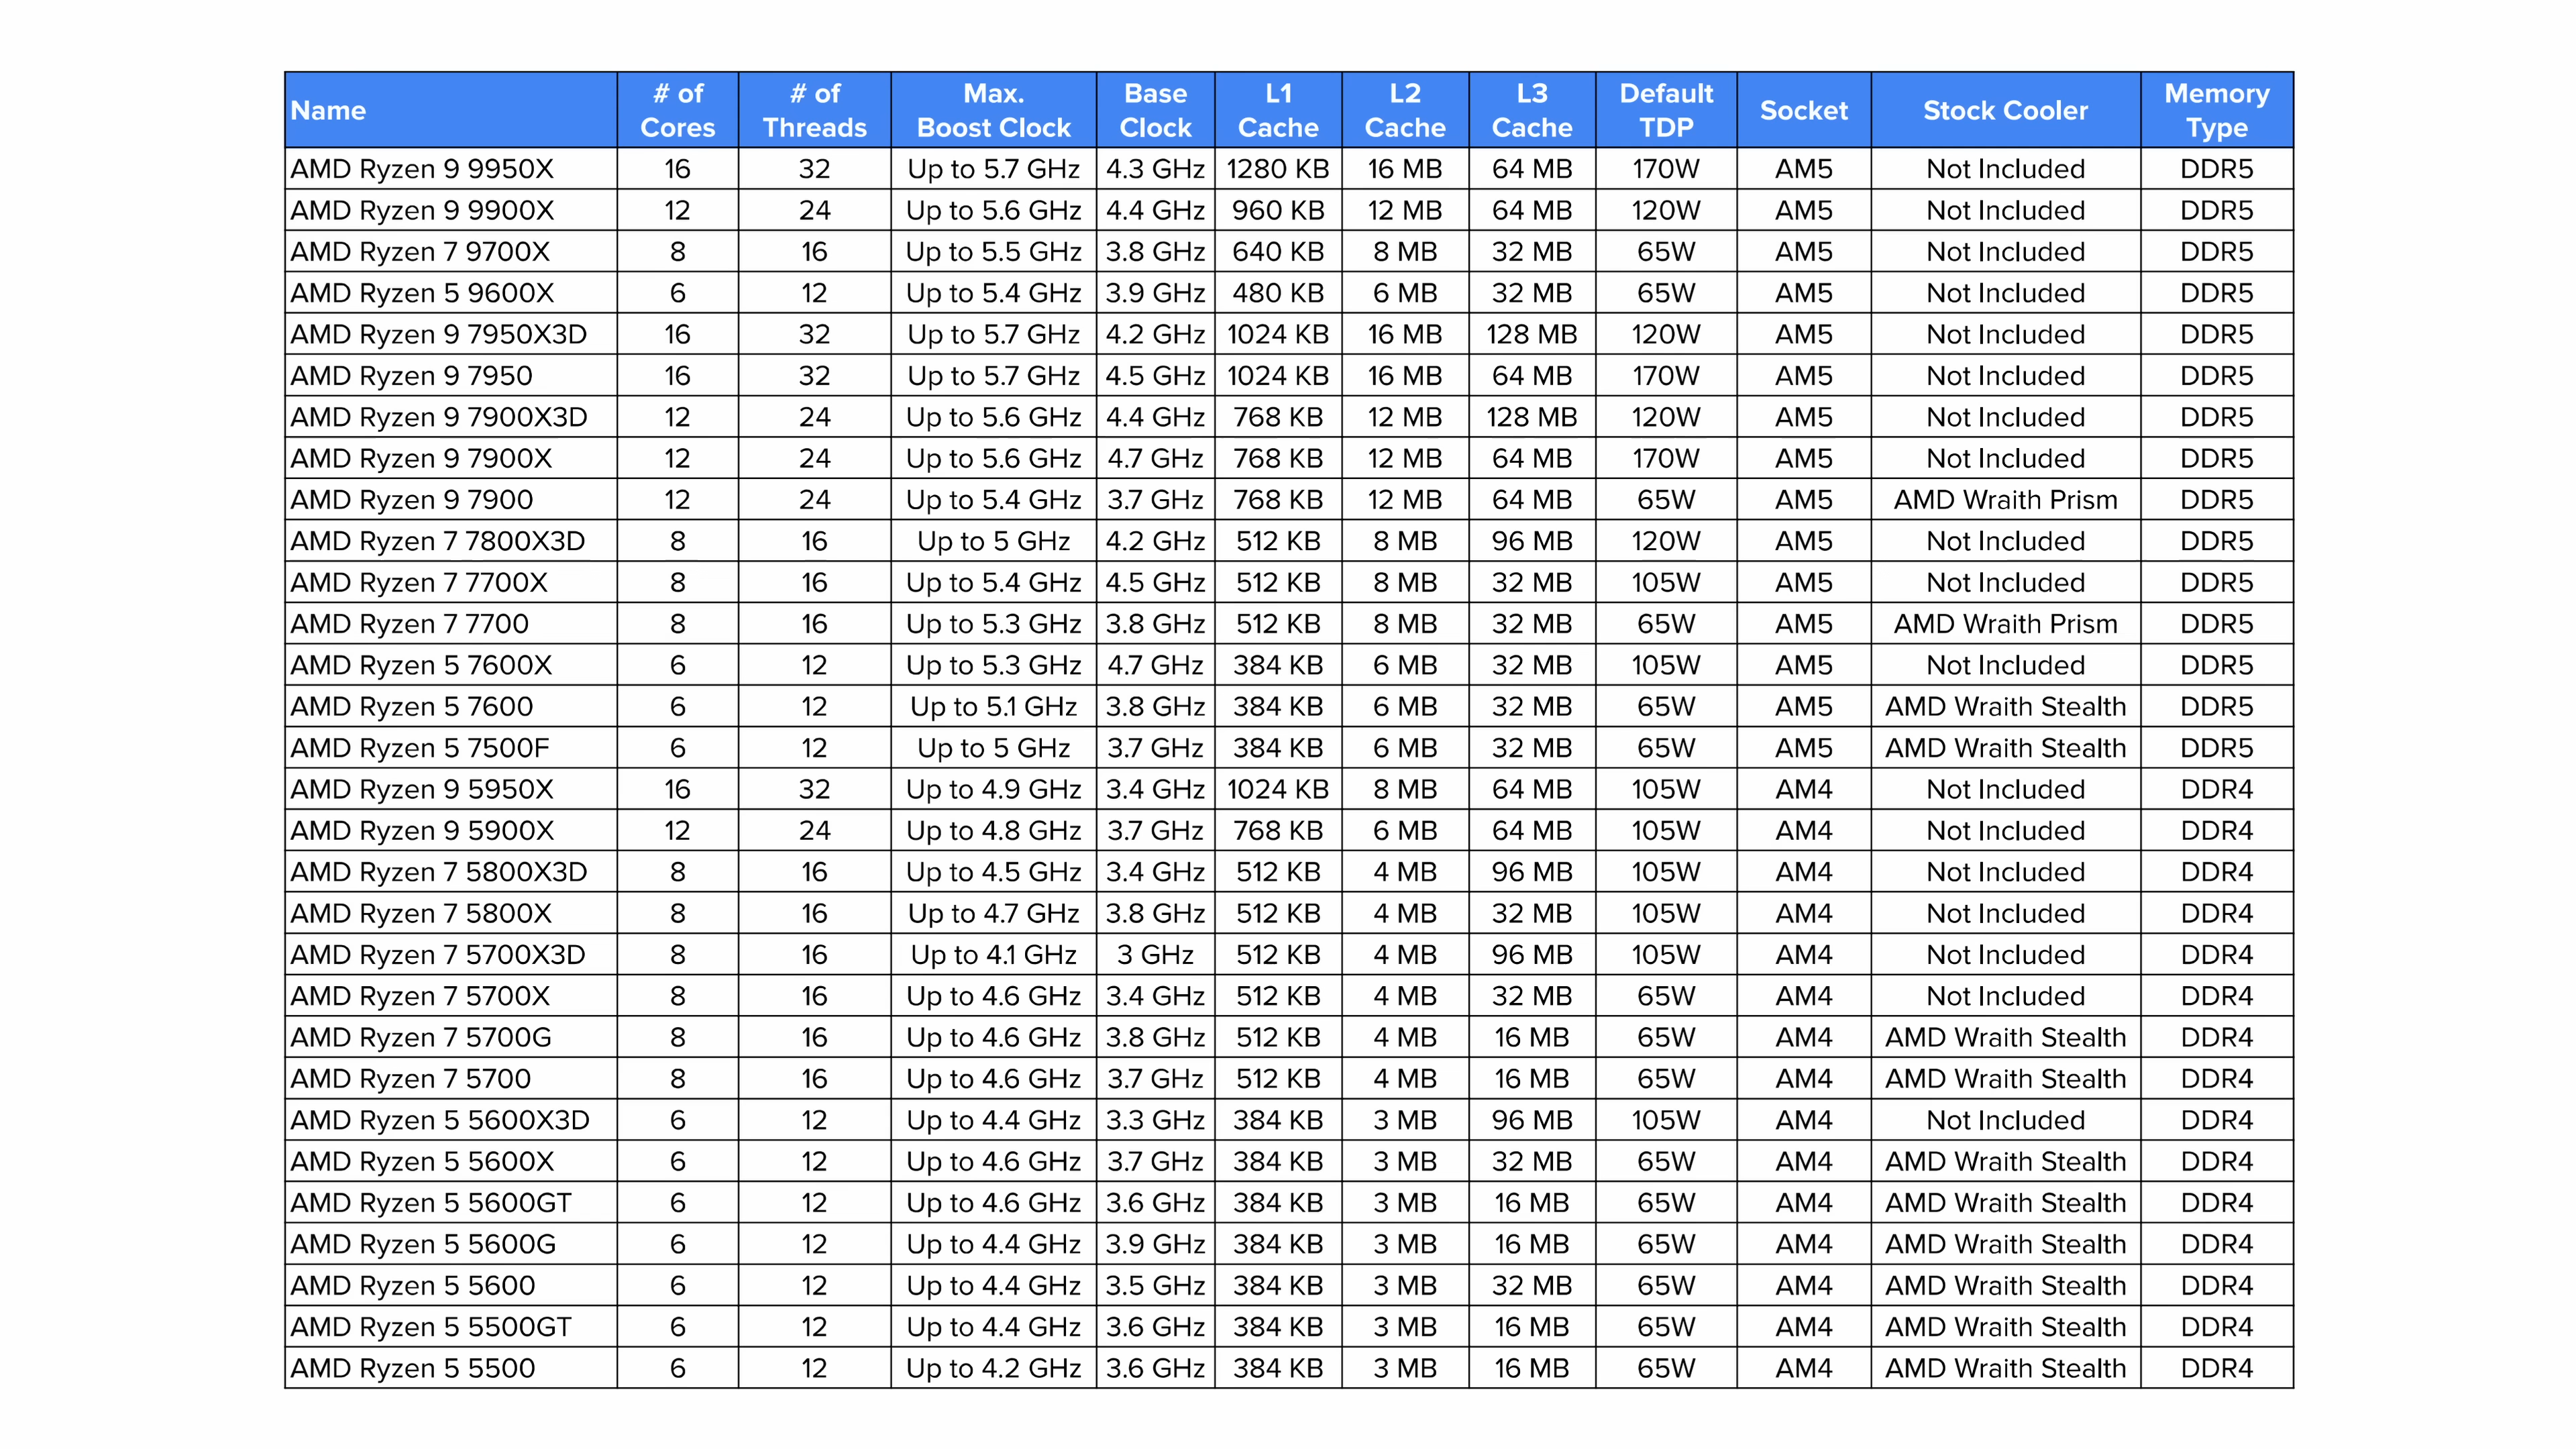 Name # of Cores # of Threads Max. Boost Clock Base Clock L1 Cache L2 Cache L3 Cache Default TDP Socket Stock Cooler Memory Type
AMD Ryzen 9 9950X 16 32 Up to 5.7 GHz 4.3 GHz 1280 KB 16 MB 64 MB 170W AM5 Not Included DDR5
AMD Ryzen 9 9900X 12 24 Up to 5.6 GHz 4.4 GHz 960 KB 12 MB 64 MB 120W AM5 Not Included DDR5
AMD Ryzen 7 9700X 8 16 Up to 5.5 GHz 3.8 GHz 640 KB 8 MB 32 MB 65W AM5 Not Included DDR5
AMD Ryzen 5 9600X 6 12 Up to 5.4 GHz 3.9 GHz 480 KB 6 MB 32 MB 65W AM5 Not Included DDR5
AMD Ryzen 9 7950X3D 16 32 Up to 5.7 GHz 4.2 GHz 1024 KB 16 MB 128 MB 120W AM5 Not Included DDR5
AMD Ryzen 9 7950 16 32 Up to 5.7 GHz 4.5 GHz 1024 KB 16 MB 64 MB 170W AM5 Not Included DDR5
AMD Ryzen 9 7900X3D 12 24 Up to 5.6 GHz 4.4 GHz 768 KB 12 MB 128 MB 120W AM5 Not Included DDR5
AMD Ryzen 9 7900X 12 24 Up to 5.6 GHz 4.7 GHz 768 KB 12 MB 64 MB 170W AM5 Not Included DDR5
AMD Ryzen 9 7900 12 24 Up to 5.4 GHz 3.7 GHz 768 KB 12 MB 64 MB 65W AM5 AMD Wraith Prism DDR5
AMD Ryzen 7 7800X3D 8 16 Up to 5 GHz 4.2 GHz 512 KB 8 MB 96 MB 120W AM5 Not Included DDR5
AMD Ryzen 7 7700X 8 16 Up to 5.4 GHz 4.5 GHz 512 KB 8 MB 32 MB 105W AM5 Not Included DDR5
AMD Ryzen 7 7700 8 16 Up to 5.3 GHz 3.8 GHz 512 KB 8 MB 32 MB 65W AM5 AMD Wraith Prism DDR5
AMD Ryzen 5 7600X 6 12 Up to 5.3 GHz 4.7 GHz 384 KB 6 MB 32 MB 105W AM5 Not Included DDR5
AMD Ryzen 5 7600 6 12 Up to 5.1 GHz 3.8 GHz 384 KB 6 MB 32 MB 65W AM5 AMD Wraith Stealth DDR5
AMD Ryzen 5 7500F 6 12 Up to 5 GHz 3.7 GHz 384 KB 6 MB 32 MB 65W AM5 AMD Wraith Stealth DDR5
AMD Ryzen 9 5950X 16 32 Up to 4.9 GHz 3.4 GHz 1024 KB 8 MB 64 MB 105W AM4 Not Included DDR4
AMD Ryzen 9 5900X 12 24 Up to 4.8 GHz 3.7 GHz 768 KB 6 MB 64 MB 105W AM4 Not Included DDR4
AMD Ryzen 7 5800X3D 8 16 Up to 4.5 GHz 3.4 GHz 512 KB 4 MB 96 MB 105W AM4 Not Included DDR4
AMD Ryzen 7 5800X 8 16 Up to 4.7 GHz 3.8 GHz 512 KB 4 MB 32 MB 105W AM4 Not Included DDR4
AMD Ryzen 7 5700X3D 8 16 Up to 4.1 GHz 3 GHz 512 KB 4 MB 96 MB 105W AM4 Not Included DDR4
AMD Ryzen 7 5700X 8 16 Up to 4.6 GHz 3.4 GHz 512 KB 4 MB 32 MB 65W AM4 Not Included DDR4
AMD Ryzen 7 5700G 8 16 Up to 4.6 GHz 3.8 GHz 512 KB 4 MB 16 MB 65W AM4 AMD Wraith Stealth DDR4
AMD Ryzen 7 5700 8 16 Up to 4.6 GHz 3.7 GHz 512 KB 4 MB 16 MB 65W AM4 AMD Wraith Stealth DDR4
AMD Ryzen 5 5600X3D 6 12 Up to 4.4 GHz 3.3 GHz 384 KB 3 MB 96 MB 105W AM4 Not Included DDR4
AMD Ryzen 5 5600X 6 12 Up to 4.6 GHz 3.7 GHz 384 KB 3 MB 32 MB 65W AM4 AMD Wraith Stealth DDR4
AMD Ryzen 5 5600GT 6 12 Up to 4.6 GHz 3.6 GHz 384 KB 3 MB 16 MB 65W AM4 AMD Wraith Stealth DDR4
AMD Ryzen 5 5600G 6 12 Up to 4.4 GHz 3.9 GHz 384 KB 3 MB 16 MB 65W AM4 AMD Wraith Stealth DDR4
AMD Ryzen 5 5600 6 12 Up to 4.4 GHz 3.5 GHz 384 KB 3 MB 32 MB 65W AM4 AMD Wraith Stealth DDR4
AMD Ryzen 5 5500GT 6 12 Up to 4.4 GHz 3.6 GHz 384 KB 3 MB 16 MB 65W AM4 AMD Wraith Stealth DDR4
AMD Ryzen 5 5500 6 12 Up to 4.2 GHz 3.6 GHz 384 KB 3 MB 16 MB 65W AM4 AMD Wraith Stealth DDR4